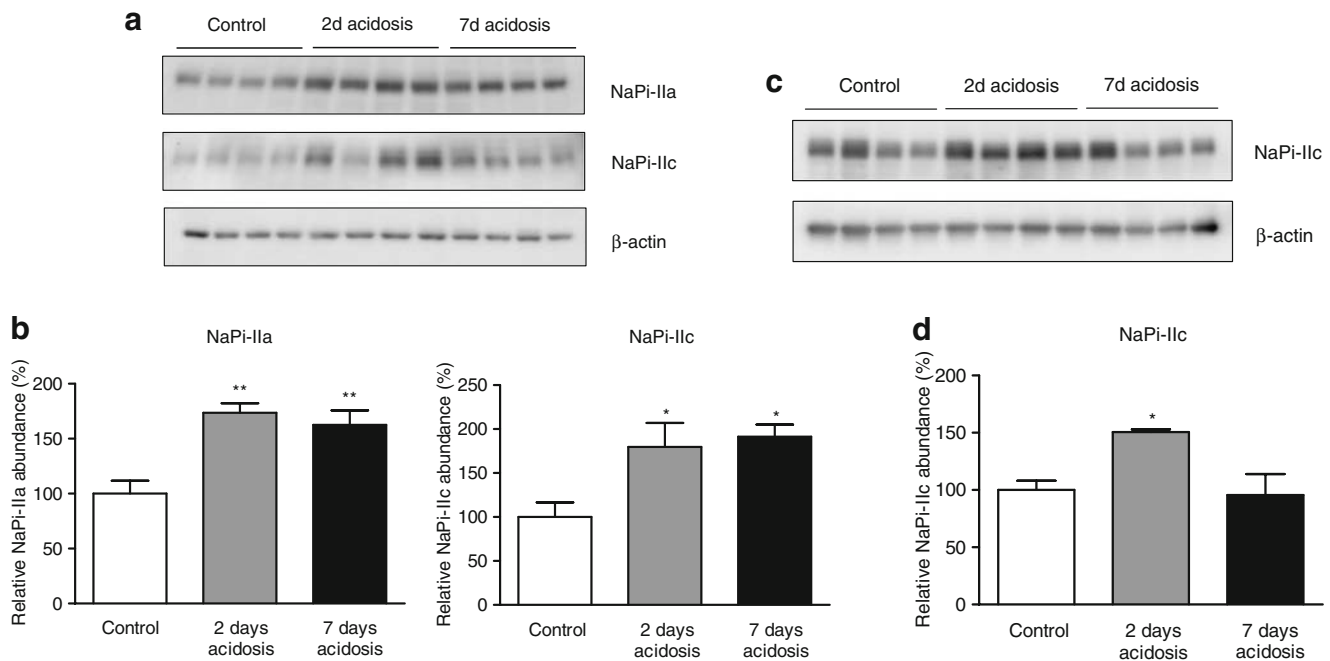 a
Control
2d acidosis
7d acidosis
NaPi-IIa
NaPi-IIc
β-actin
c
Control
2d acidosis
7d acidosis
NaPi-IIc
β-actin
b
NaPi-IIa
Relative NaPi-IIa abundance (%)
200
150
100
50
0
**
**
Control
2 days
acidosis
7 days
acidosis
NaPi-IIc
Relative NaPi-IIc abundance (%)
250
200
150
100
50
0
*
*
Control
2 days
acidosis
7 days
acidosis
d
NaPi-IIc
Relative NaPi-IIc abundance (%)
200
150
100
50
0
*
Control
2 days
acidosis
7 days
acidosis